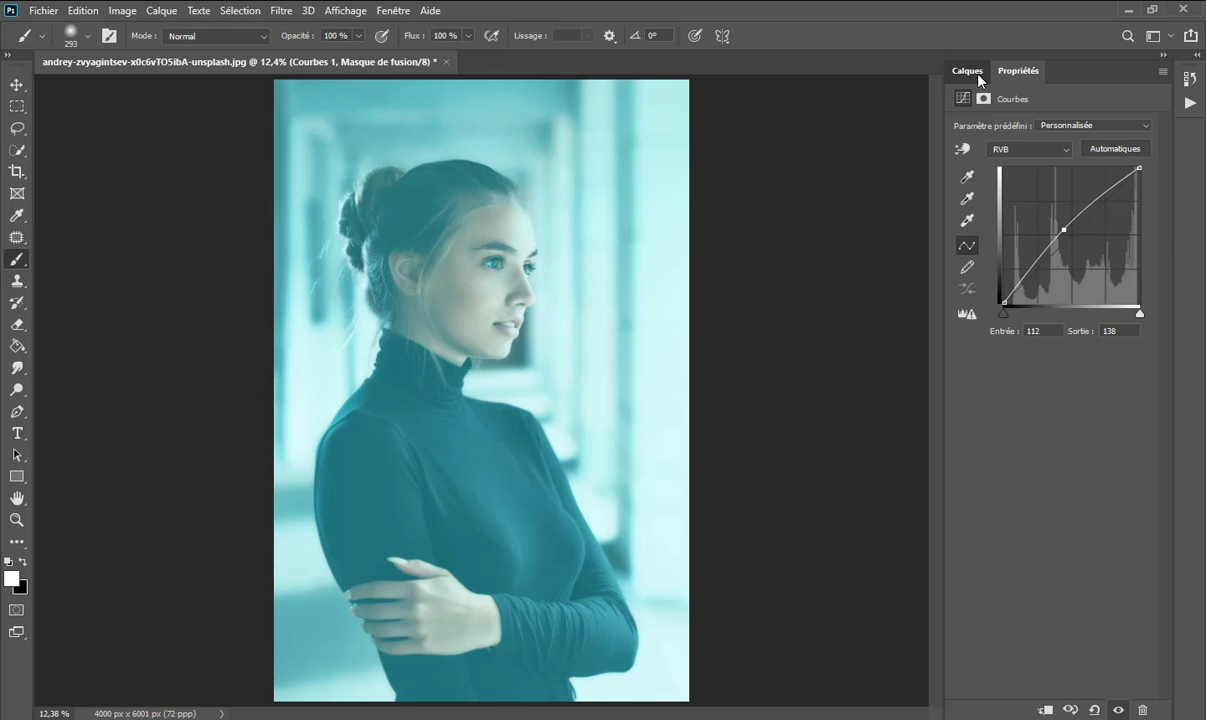 Ps Fichier Edition Image Calque Texte Sélection Filtre 3D Affichage Fenêtre Aide
293 Mode : Normal Opacité : 100 % Flux : 100 % Lissage : 0°
andrey-zvyagintsev-x0c6vTO5ibA-unsplash.jpg @ 12,4% (Courbes 1, Masque de fusion/8) *
Calques Propriétés
Courbes
Paramètre prédéfini : Personnalisée
RVB Automatiques
Entrée : 112 Sortie : 138
12,38 % 4000 px x 6001 px (72 ppp)